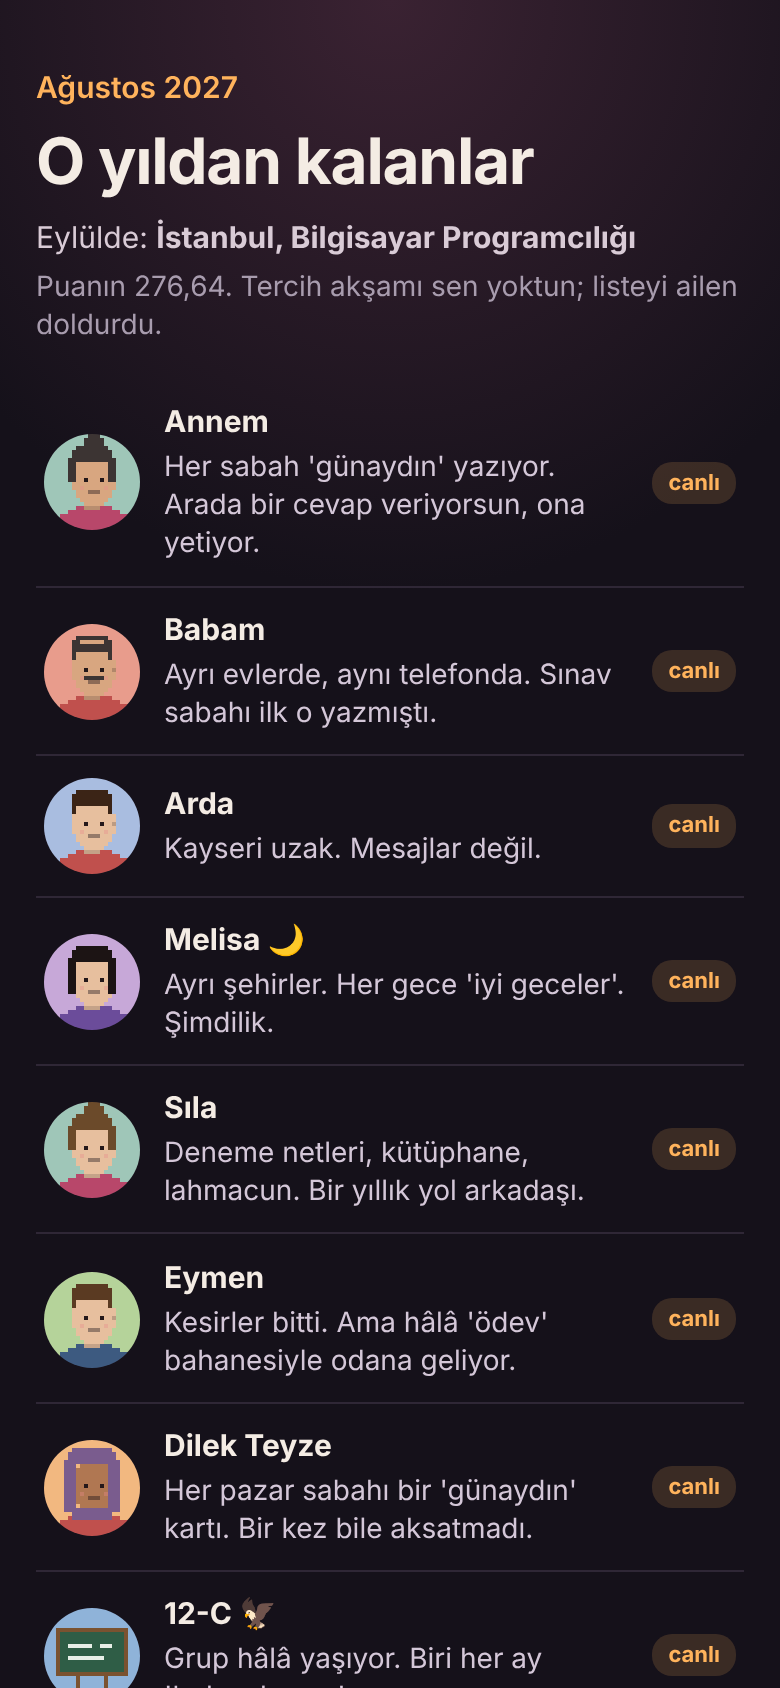 Ağustos 2027
O yıldan kalanlar
Eylülde: İstanbul, Bilgisayar Programcılığı
Puanın 276,64. Tercih akşamı sen yoktun; listeyi ailen
doldurdu.
Annem
Her sabah 'günaydın' yazıyor.
Arada bir cevap veriyorsun, ona
yetiyor.
canlı
Babam
Ayrı evlerde, aynı telefonda. Sınav
sabahı ilk o yazmıştı.
canlı
Arda
Kayseri uzak. Mesajlar değil.
canlı
Melisa 🌙
Ayrı şehirler. Her gece 'iyi geceler'.
Şimdilik.
canlı
Sıla
Deneme netleri, kütüphane,
lahmacun. Bir yıllık yol arkadaşı.
canlı
Eymen
Kesirler bitti. Ama hâlâ 'ödev'
bahanesiyle odana geliyor.
canlı
Dilek Teyze
Her pazar sabahı bir 'günaydın'
kartı. Bir kez bile aksatmadı.
canlı
12-C 🦅
Grup hâlâ yaşıyor. Biri her ay
canlı